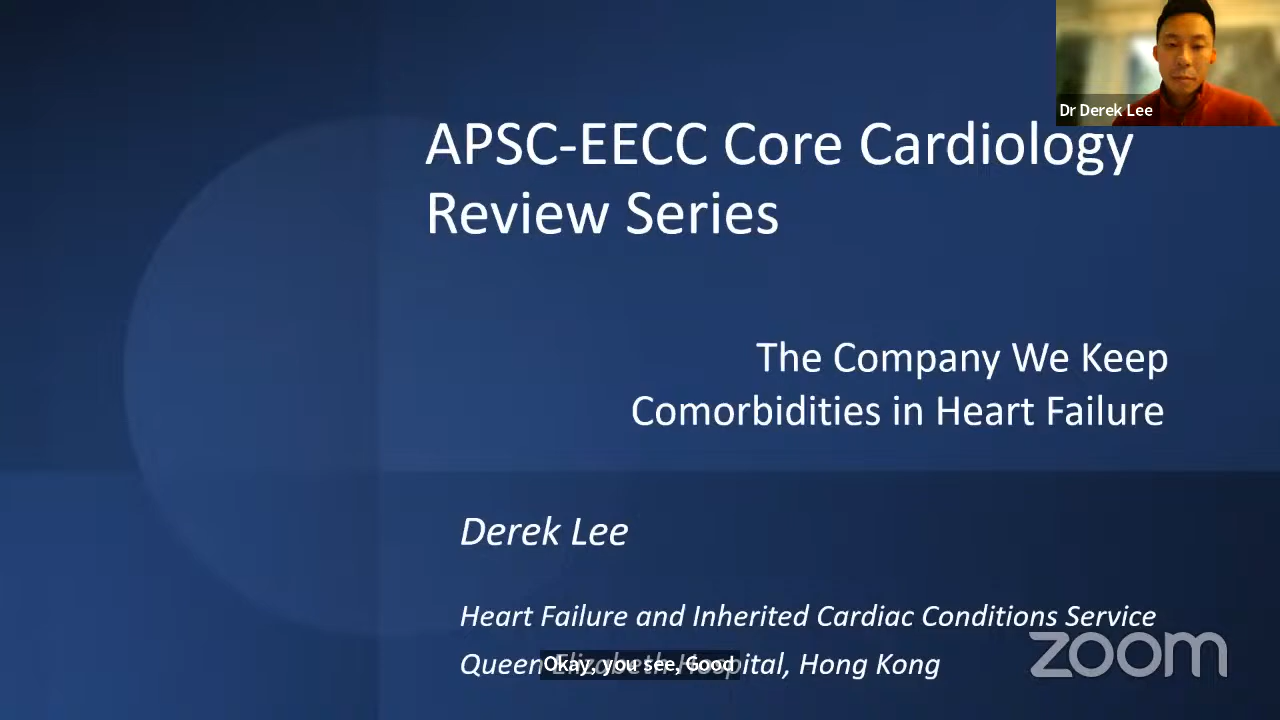 Dr Derek Lee
APSC-EECC Core Cardiology
Review Series
The Company We Keep
Comorbidities in Heart Failure
Derek Lee
Heart Failure and Inherited Cardiac Conditions Service
Queen Elizabeth Hospital, Hong Kong
Okay, you see, Good
zoom